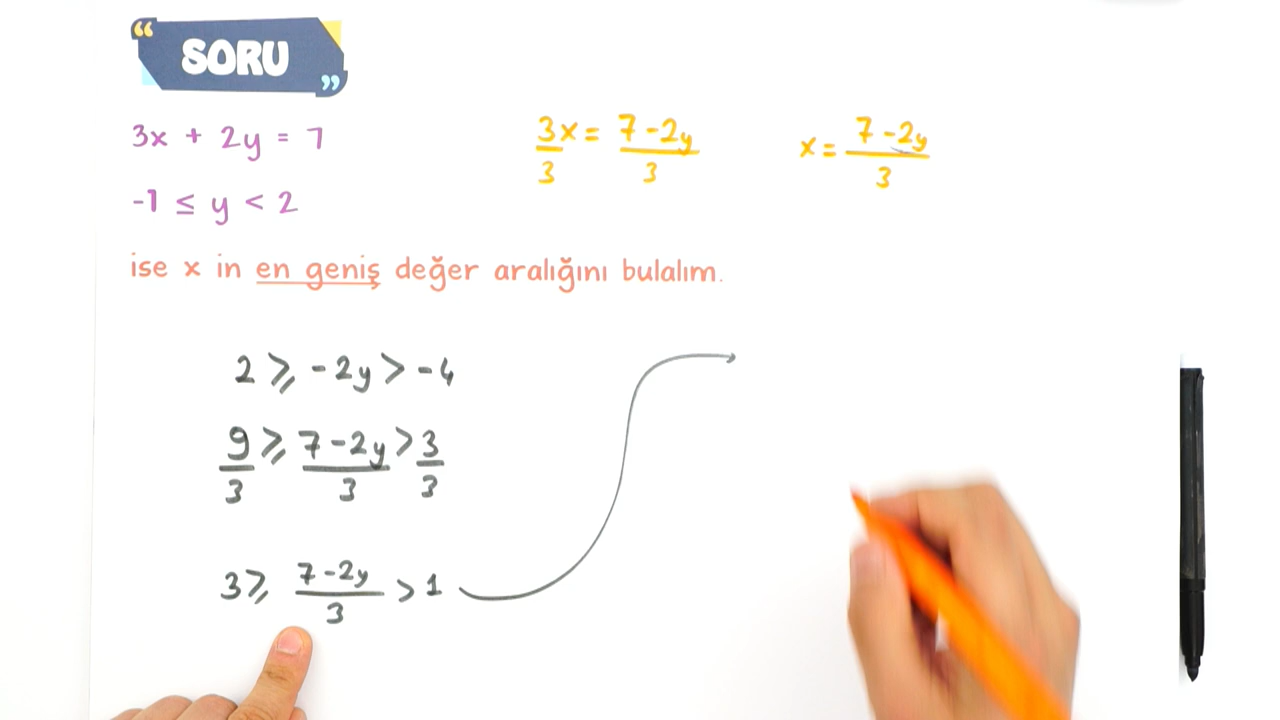 SORU
3x + 2y = 7
-1 ≤ y < 2
ise x in en geniş değer aralığını bulalım.
3x/3 = (7-2y)/3
x = (7-2y)/3
2 ≥ -2y > -4
9/3 ≥ (7-2y)/3 > 3/3
3 ≥ (7-2y)/3 > 1